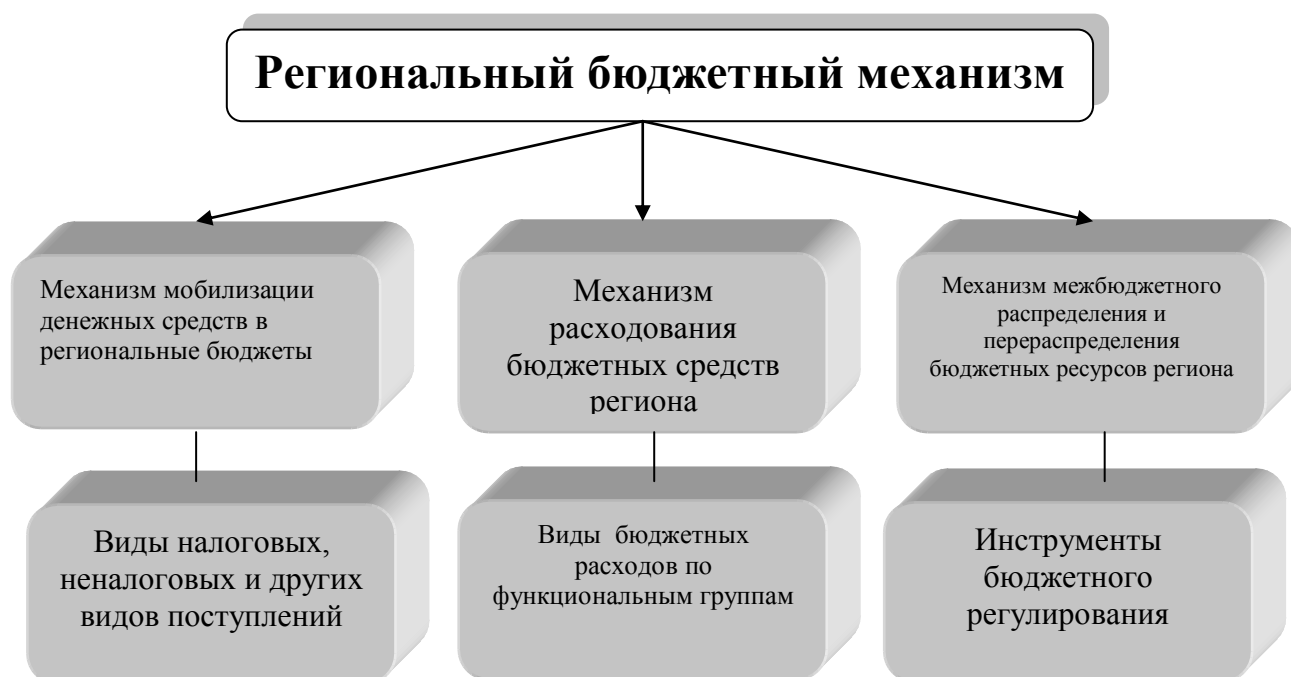 Региональный бюджетный механизм
Механизм мобилизации
денежных средств в
региональные бюджеты
Механизм
расходования
бюджетных средств
региона
Механизм межбюджетного
распределения и
перераспределения
бюджетных ресурсов региона
Виды налоговых,
неналоговых и других
видов поступлений
Виды бюджетных
расходов по
функциональным группам
Инструменты
бюджетного
регулирования